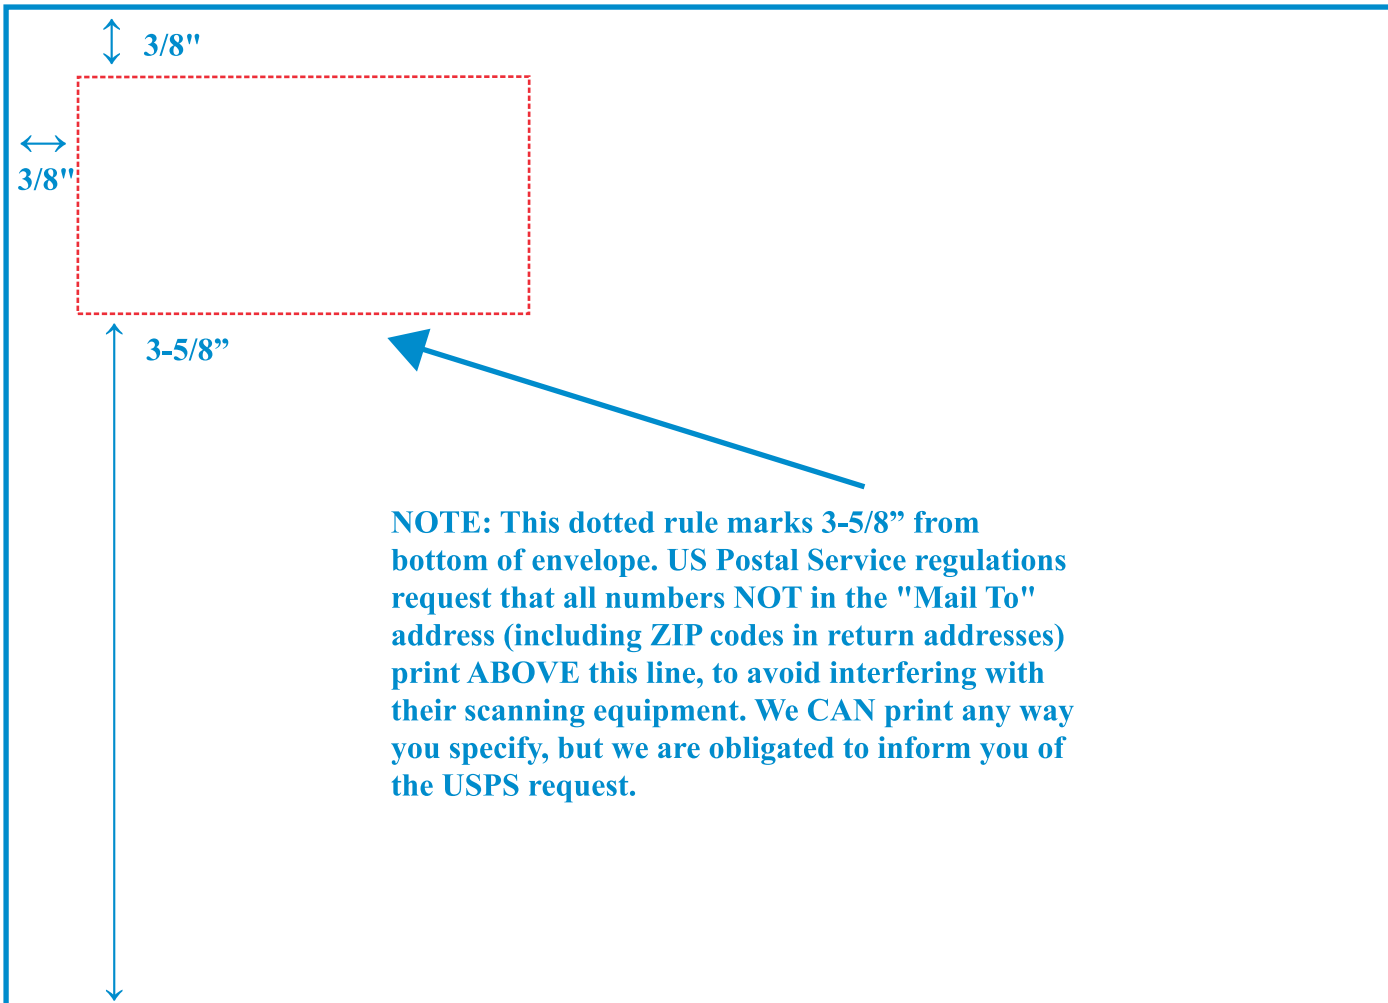 3/8"
3/8"
3-5/8”
NOTE: This dotted rule marks 3-5/8” from
bottom of envelope. US Postal Service regulations
request that all numbers NOT in the "Mail To"
address (including ZIP codes in return addresses)
print ABOVE this line, to avoid interfering with
their scanning equipment. We CAN print any way
you specify, but we are obligated to inform you of
the USPS request.